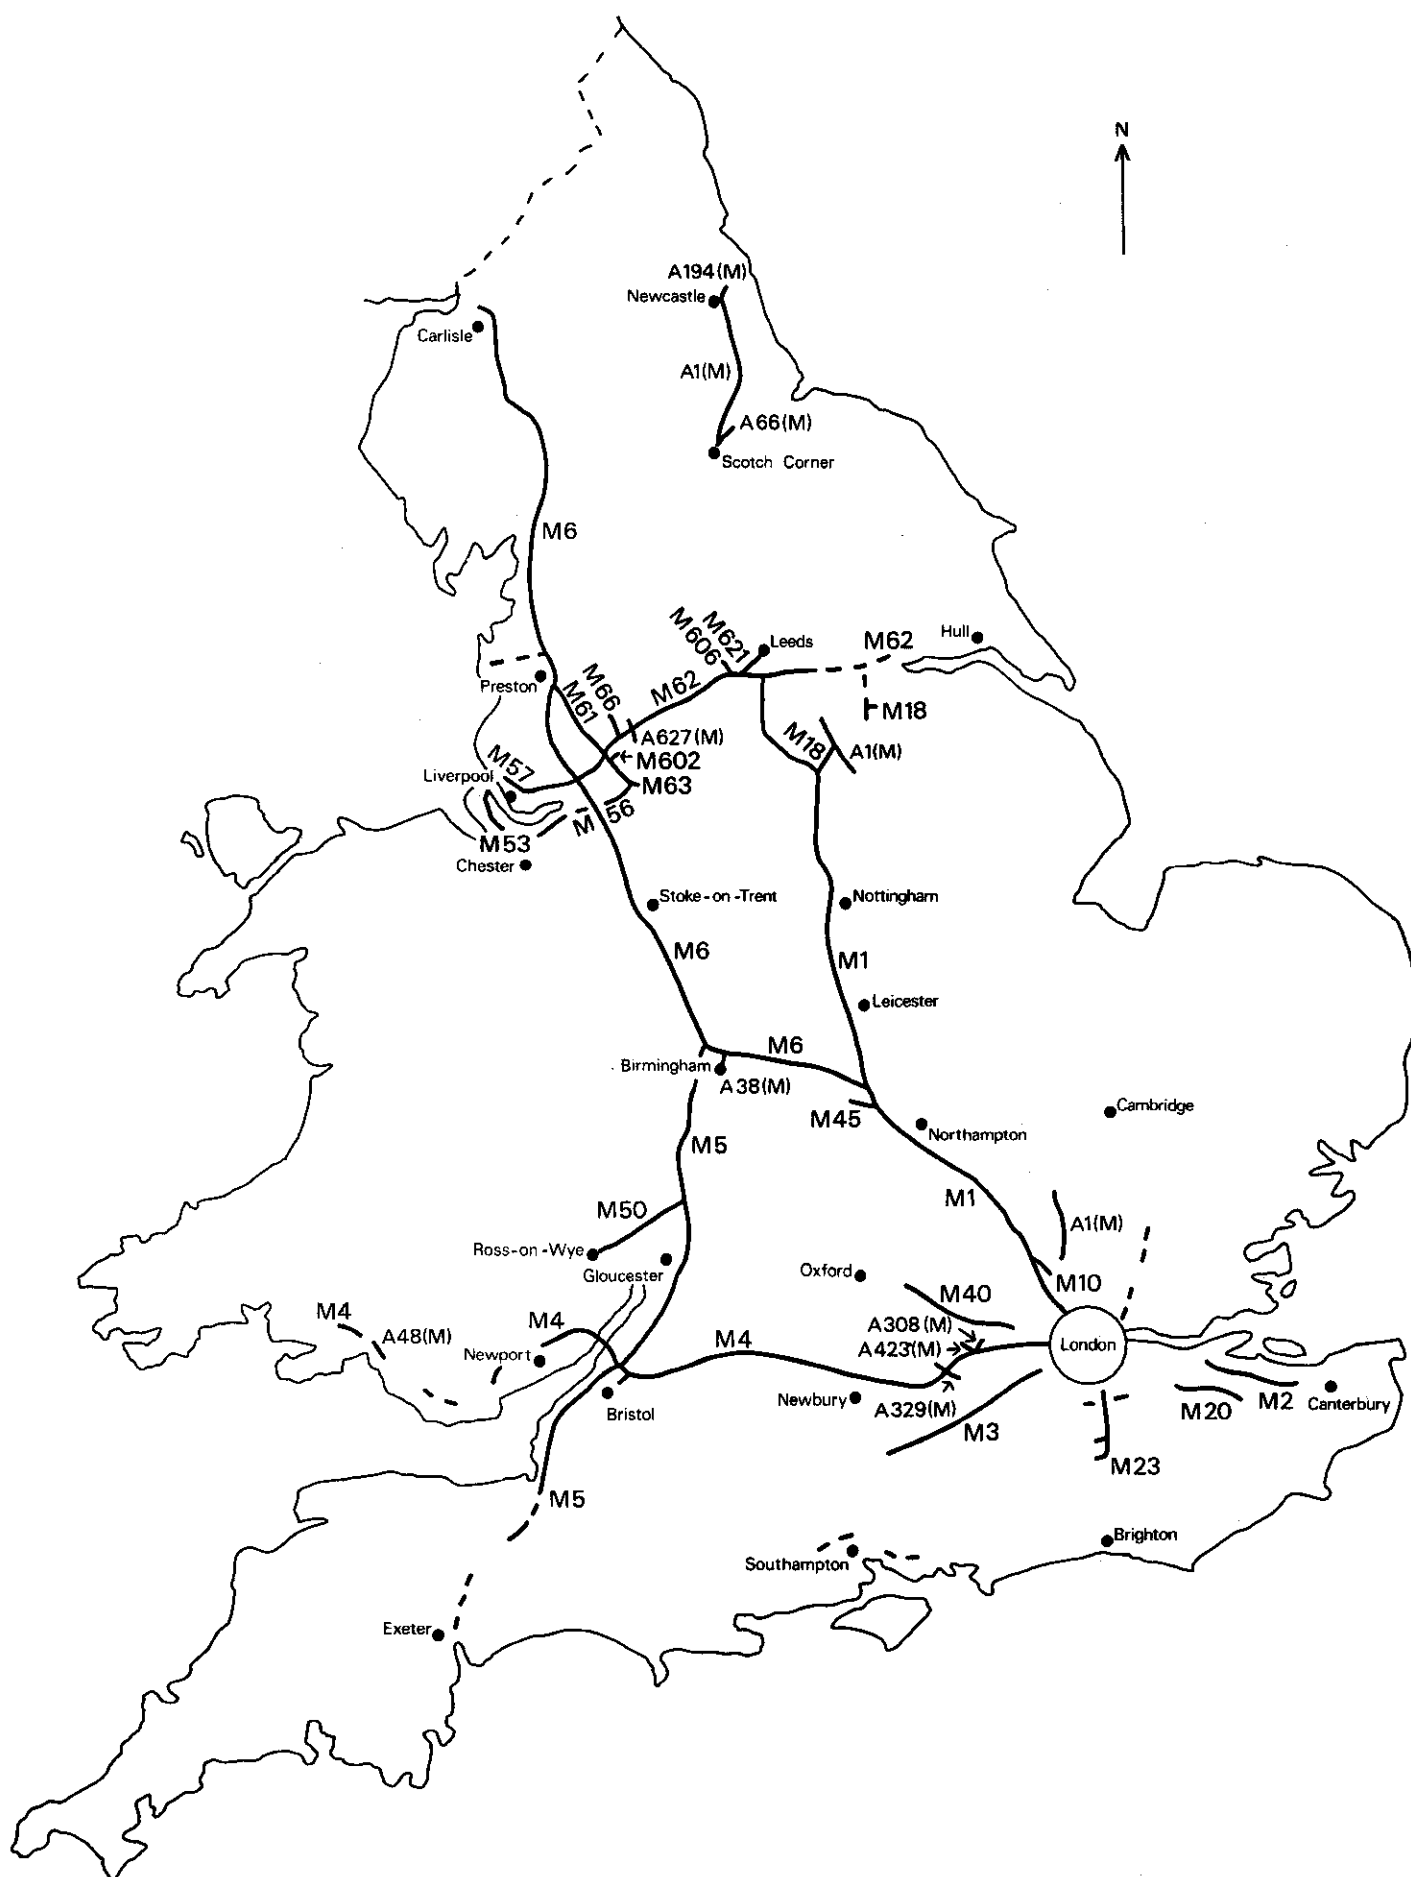 N
A194(M)
Newcastle
Carlisle
A1(M)
A66(M)
Scotch Corner
M6
M621
M606
Leeds
M62
Hull
M66
M62
Preston
M61
M18
A627(M)
M18
A1(M)
M602
M57
Liverpool
M63
M 56
M53
Chester
Stoke-on-Trent
Nottingham
M6
M1
Leicester
M6
Birmingham
A38(M)
M45
Cambridge
Northampton
M5
M1
M50
A1(M)
Ross-on-Wye
Gloucester
Oxford
M10
M40
M4
M4
A308(M)
A48(M)
M4
A423(M)
London
Newport
Newbury
A329(M)
M20
M2
Canterbury
Bristol
M3
M23
M5
Brighton
Southampton
Exeter